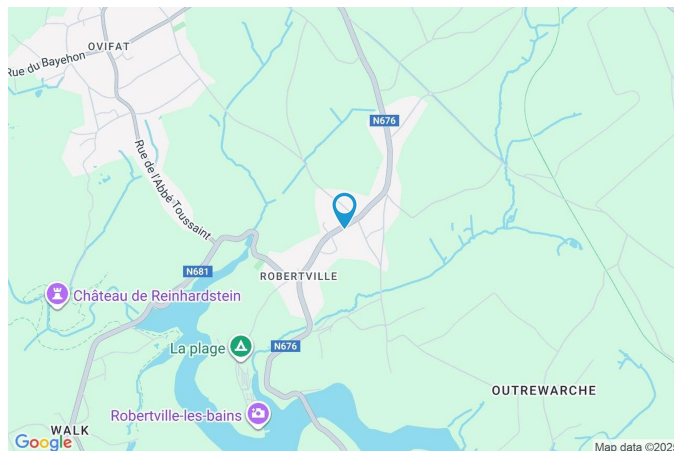 OVIFAT
Rue du Bayehon
N676
Rue de l'Abbé Toussaint
N681
ROBERTVILLE
Château de Reinhardstein
La plage
N676
OUTREWARCHE
Robertville-les-bains
WALK
Google
Map data ©2025